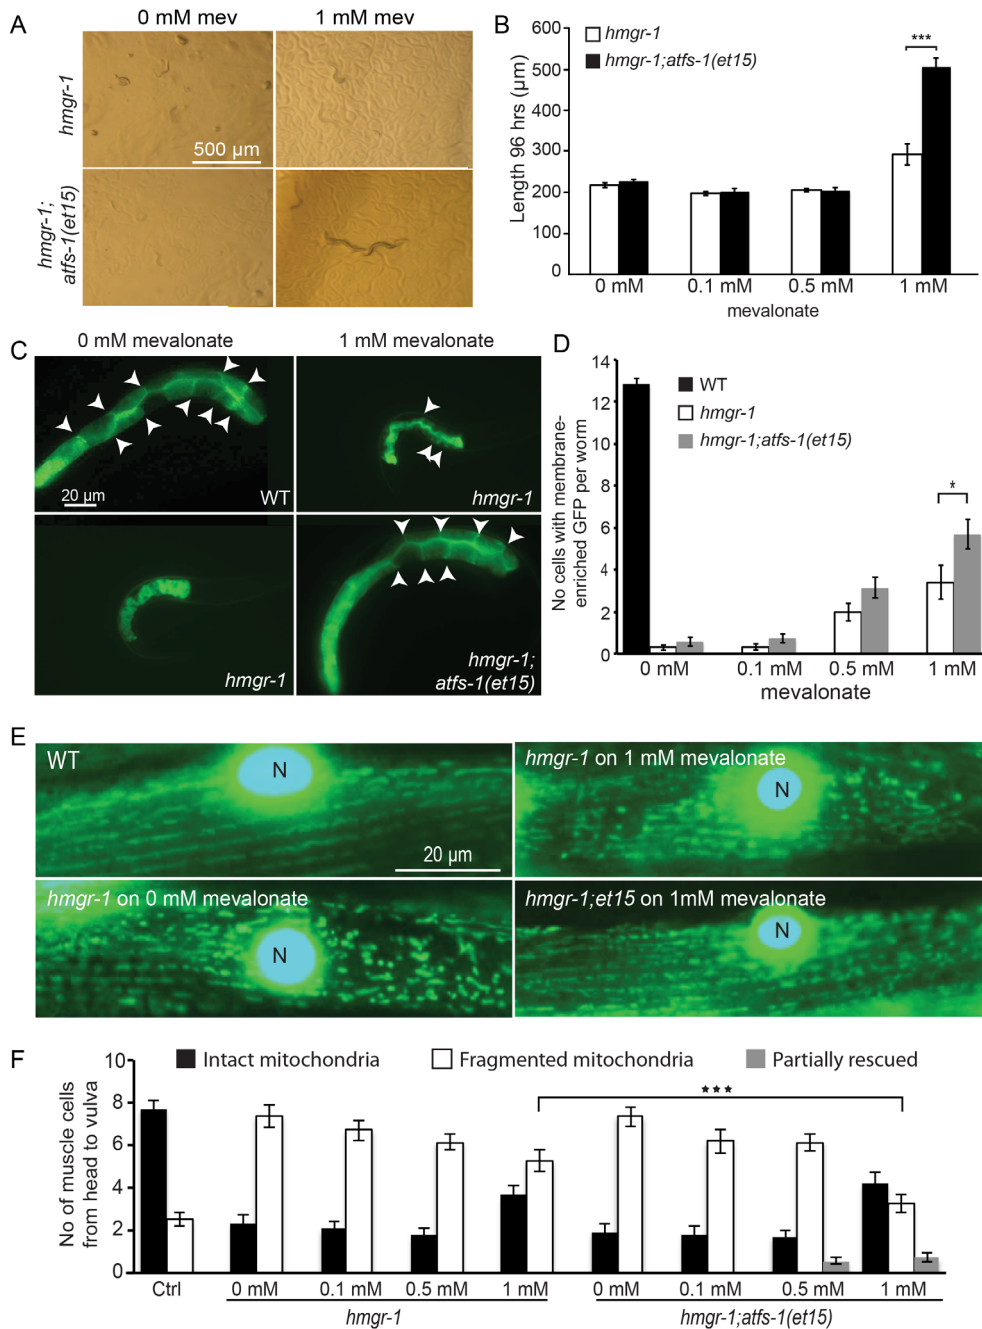 A
0 mM mev
1 mM mev
hmgr-1
500 µm
hmgr-1;
atfs-1(et15)
B
600
500
400
300
200
100
0
Length 96 hrs (µm)
hmgr-1
hmgr-1;atfs-1(et15)
***
0 mM
0.1 mM
0.5 mM
1 mM
mevalonate
C
0 mM mevalonate
1 mM mevalonate
20 µm
WT
hmgr-1
hmgr-1
hmgr-1;
atfs-1(et15)
D
14
12
10
8
6
4
2
0
No cells with membrane-
enriched GFP per worm
WT
hmgr-1
hmgr-1;atfs-1(et15)
*
0 mM
0.1 mM
0.5 mM
1 mM
mevalonate
E
WT
N
20 µm
hmgr-1 on 1 mM mevalonate
N
hmgr-1 on 0 mM mevalonate
N
hmgr-1;et15 on 1mM mevalonate
N
F
10
8
6
4
2
0
No of muscle cells
from head to vulva
Intact mitochondria
Fragmented mitochondria
Partially rescued
***
Ctrl
0 mM
0.1 mM
0.5 mM
1 mM
0 mM
0.1 mM
0.5 mM
1 mM
hmgr-1
hmgr-1;atfs-1(et15)